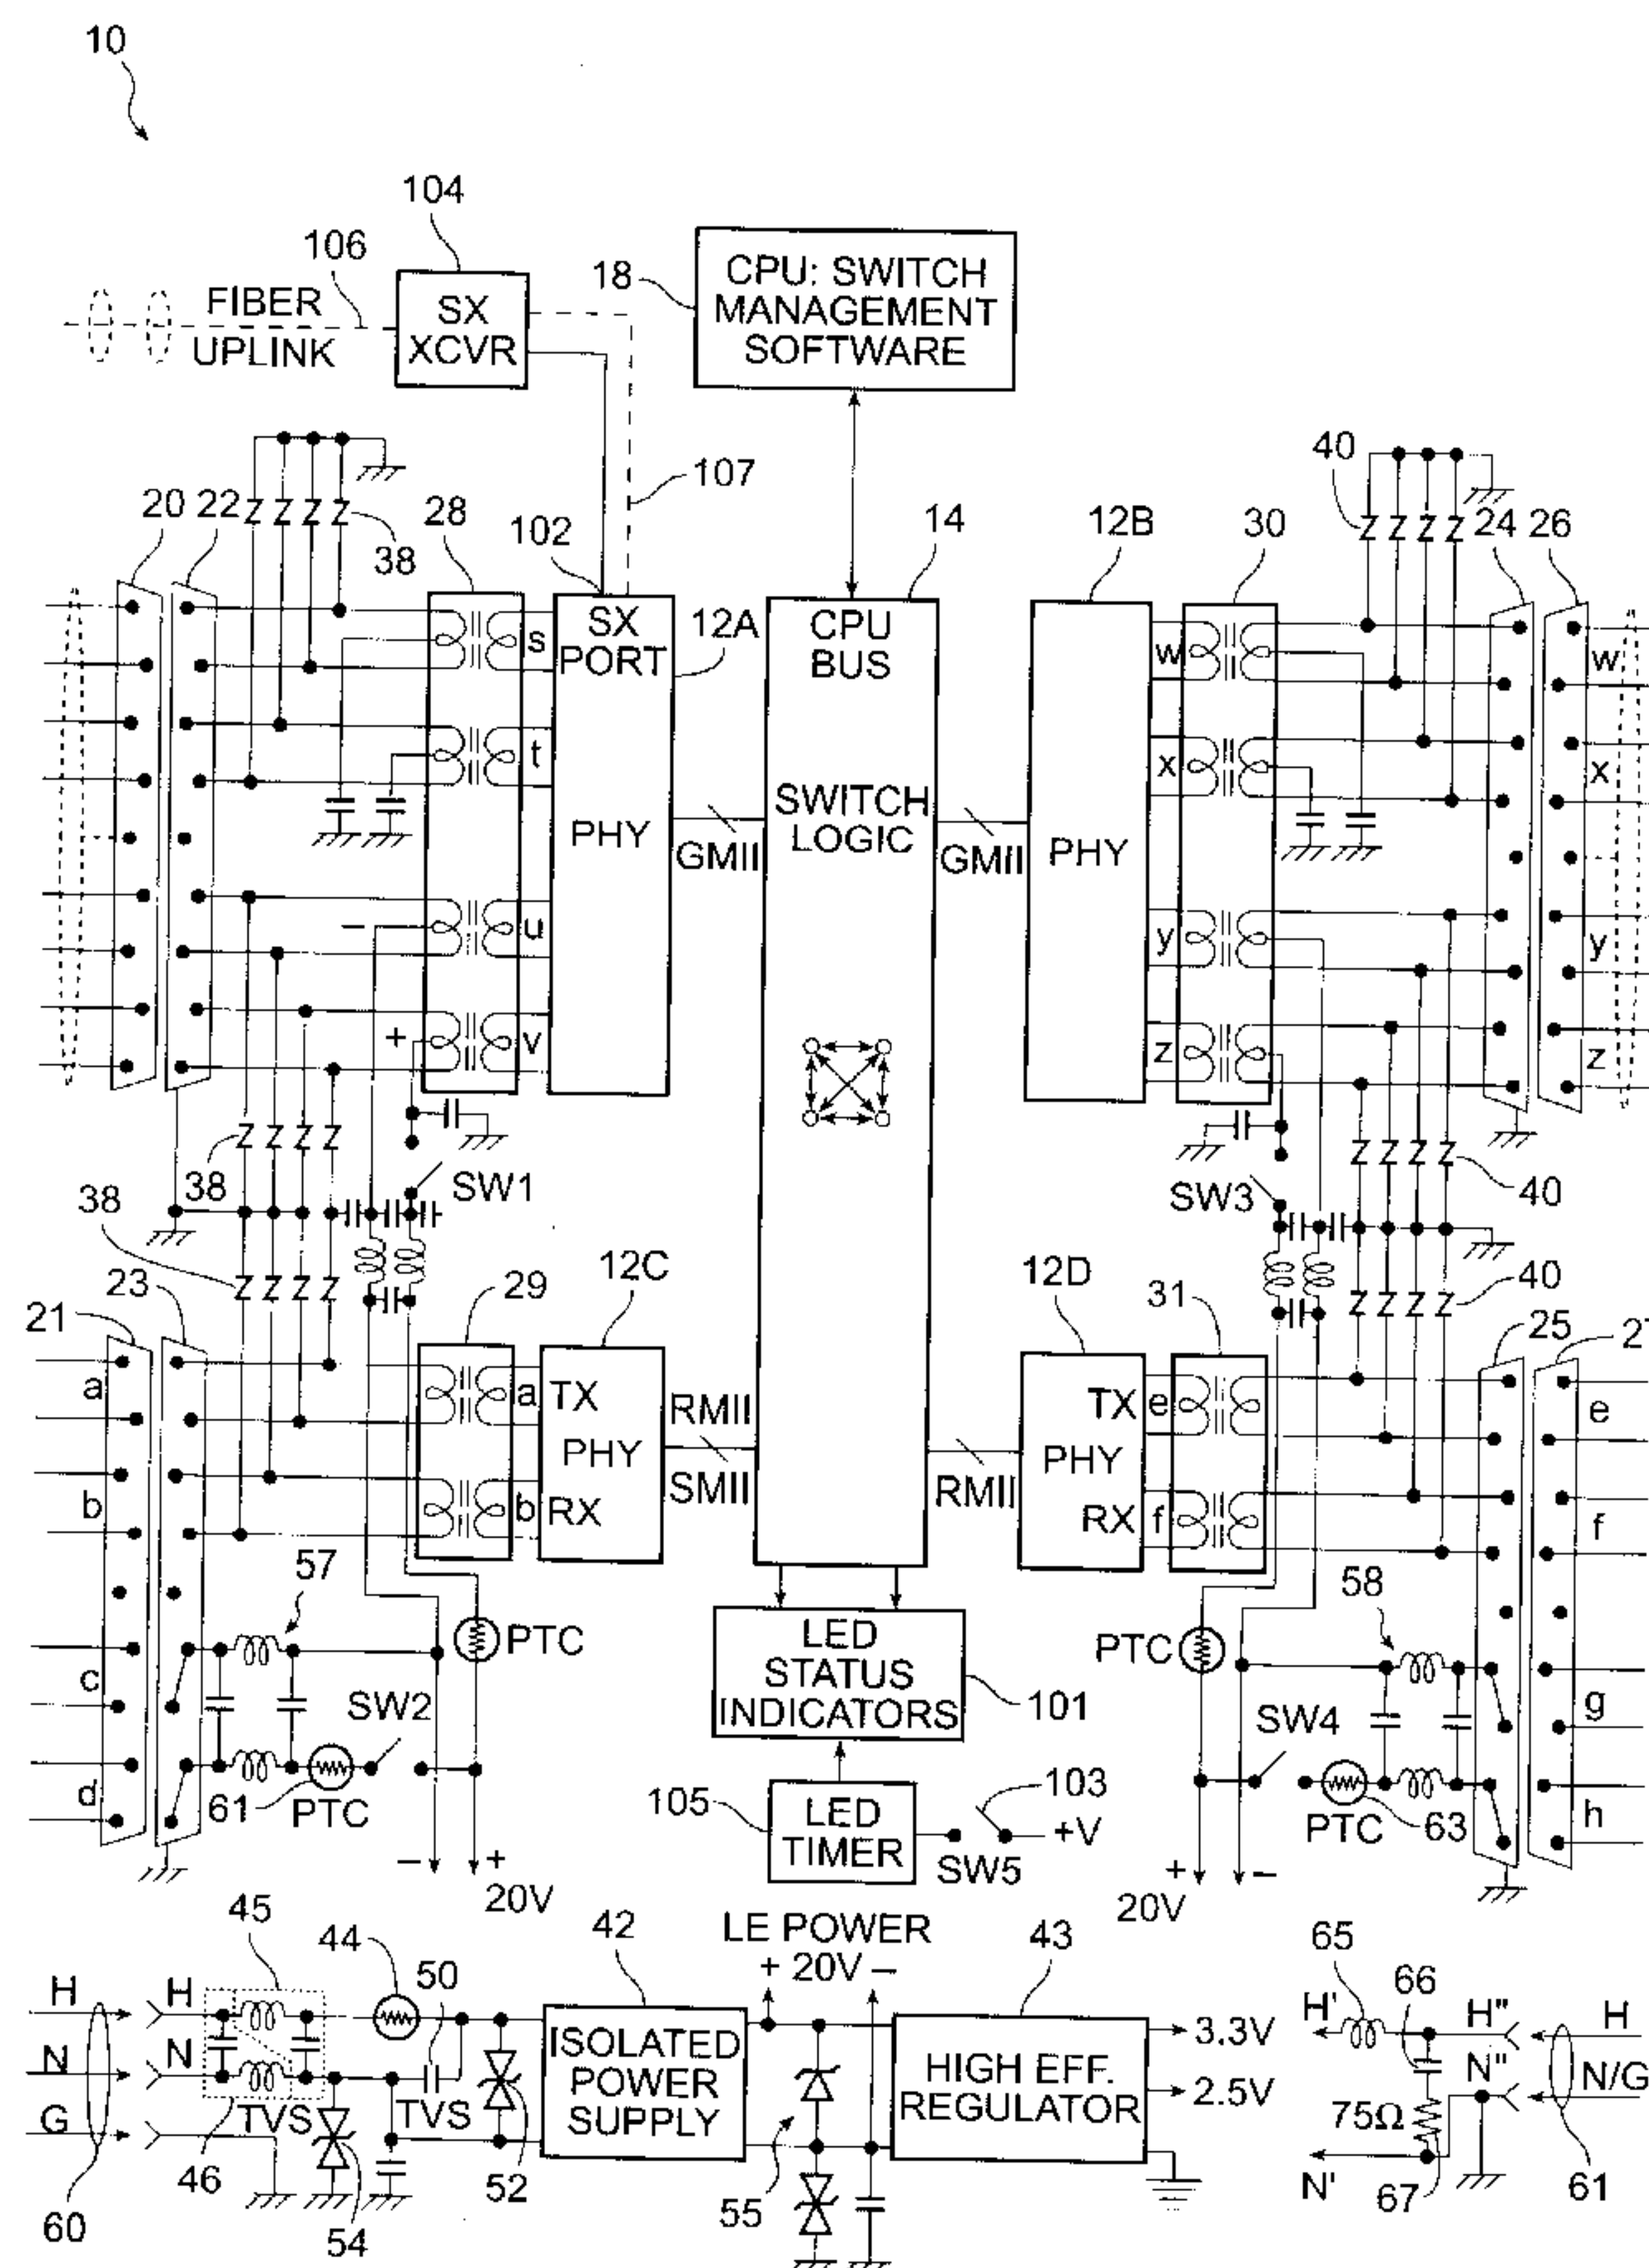 10
104
106
FIBER
UPLINK
SX
XCVR
18
CPU: SWITCH
MANAGEMENT
SOFTWARE
107
40
20
22
Z Z Z Z
38
28
102
14
12B
30
Z Z Z Z
24
26
SX
PORT
12A
CPU
BUS
s
t
u
v
PHY
GMII
SWITCH
LOGIC
GMII
PHY
w
x
y
z
w
x
y
z
−
+
Z Z Z Z
38
SW1
SW3
Z Z Z Z
40
38
Z Z Z Z
21
23
29
12C
12D
31
Z Z Z Z
40
25
a
b
c
d
a
b
TX
PHY
RX
RMII
SMII
RMII
TX
PHY
RX
e
f
e
f
g
h
57
PTC
SW2
61
PTC
LED
STATUS
INDICATORS
101
PTC
58
SW4
PTC
63
105
LED
TIMER
103
+V
SW5
− +
20V
+ −
20V
45
44
50
42
LE POWER
+ 20V −
43
65
66
H
N
G
H
N
TVS
TVS
46
60
54
52
ISOLATED
POWER
SUPPLY
55
HIGH EFF.
REGULATOR
3.3V
2.5V
H'
H"
H
N"
N/G
75Ω
N'
67
61